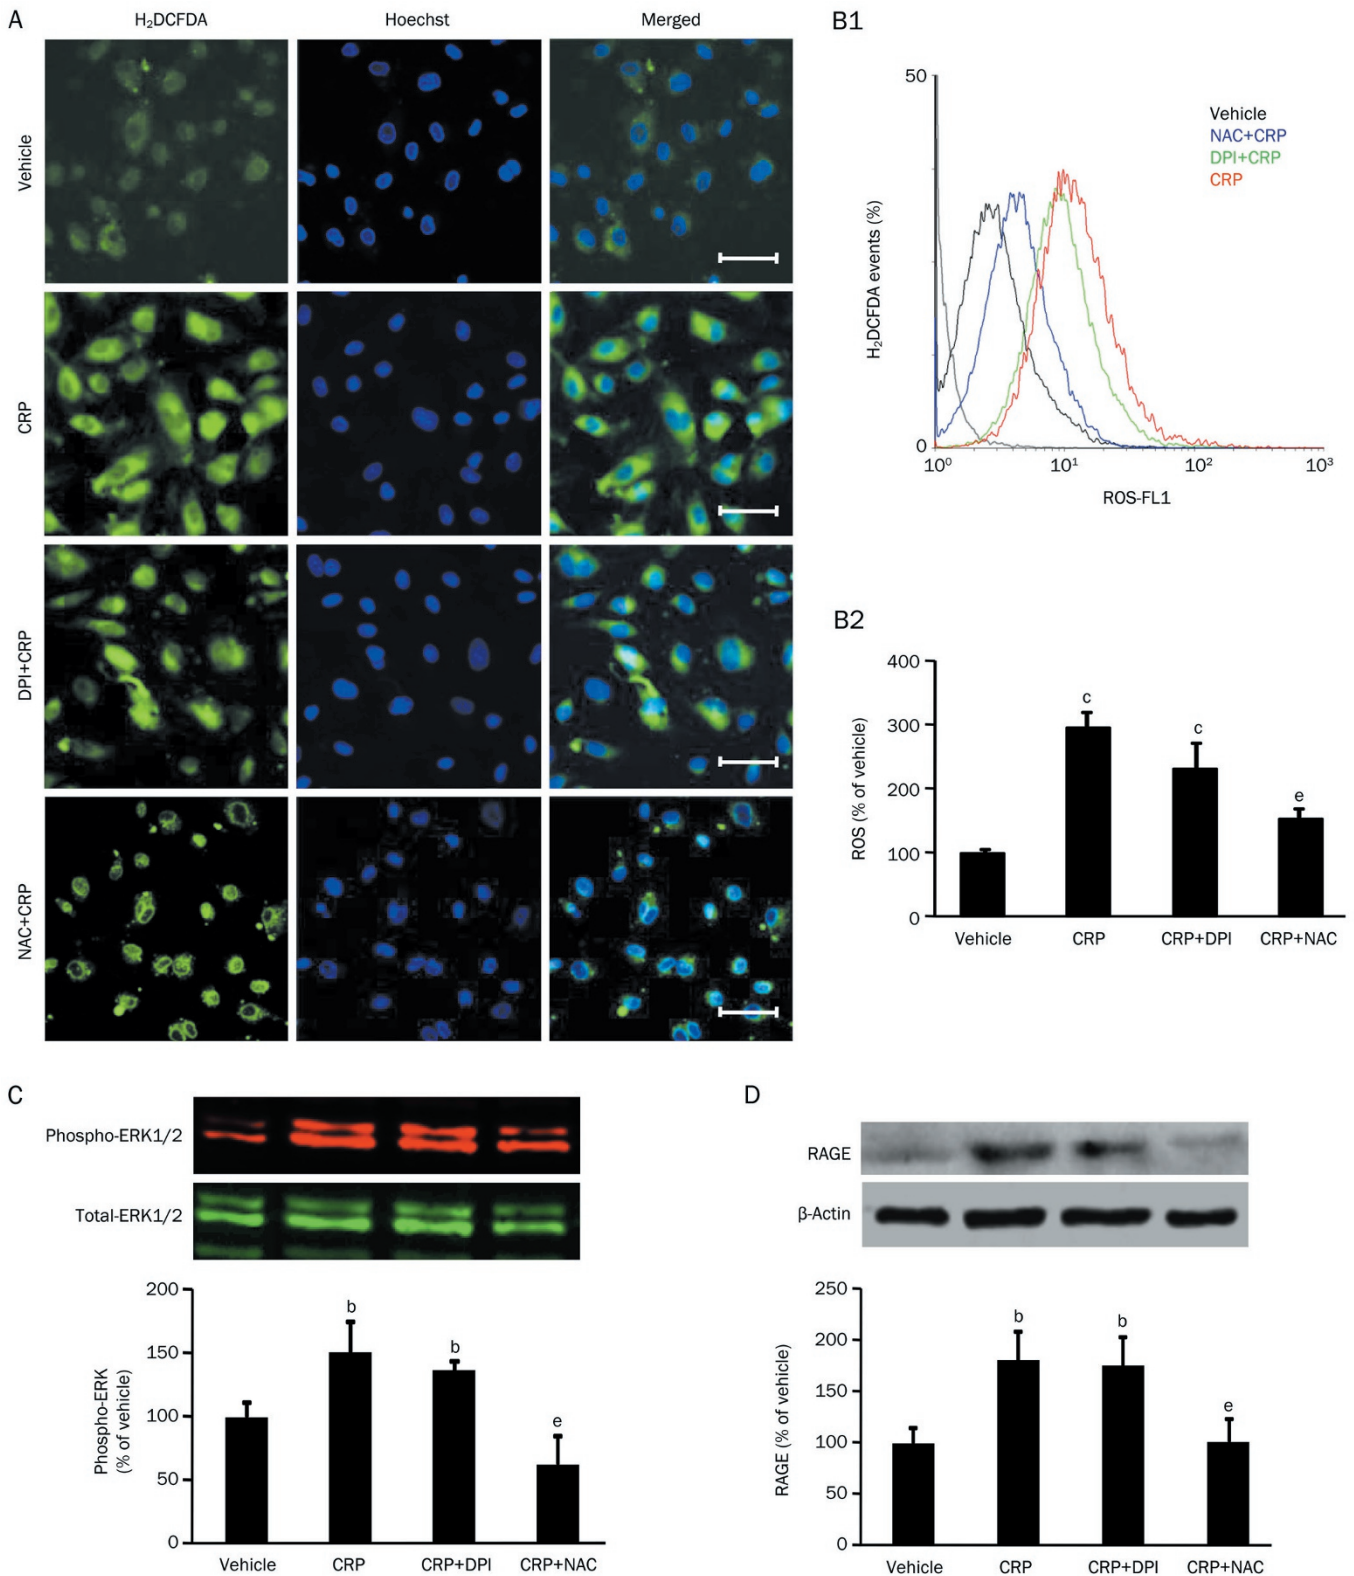 A
H₂DCFDA
Hoechst
Merged
Vehicle
CRP
DPI+CRP
NAC+CRP
B1
50
0
H₂DCFDA events (%)
10⁰
10¹
10²
10³
ROS-FL1
Vehicle
NAC+CRP
DPI+CRP
CRP
B2
400
300
200
100
0
ROS (% of vehicle)
c
c
e
Vehicle
CRP
CRP+DPI
CRP+NAC
C
Phospho-ERK1/2
Total-ERK1/2
200
150
100
50
0
Phospho-ERK
(% of vehicle)
b
b
e
Vehicle
CRP
CRP+DPI
CRP+NAC
D
RAGE
β-Actin
250
200
150
100
50
0
RAGE (% of vehicle)
b
b
e
Vehicle
CRP
CRP+DPI
CRP+NAC